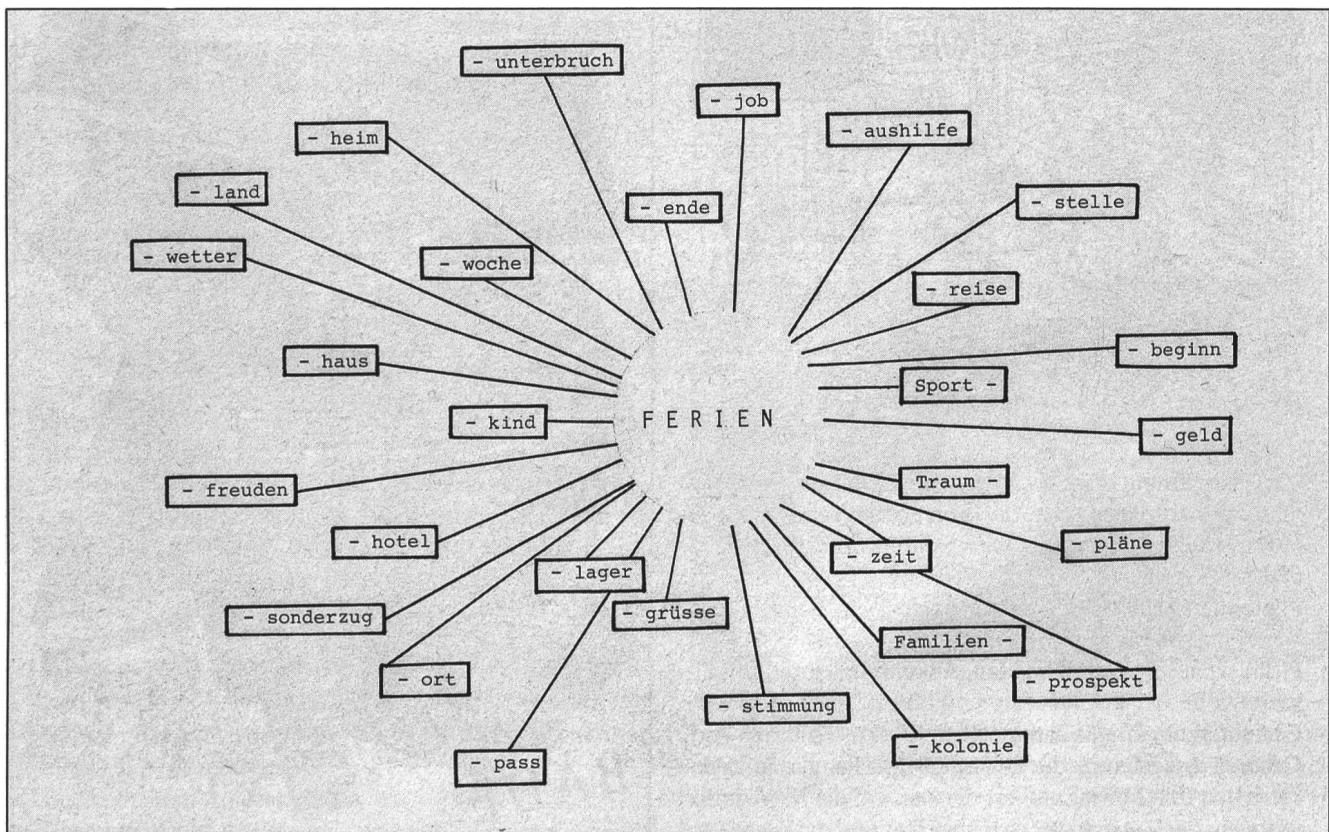 - unterbruch
- job
- aushilfe
- heim
- land
- ende
- stelle
- wetter
- woche
- reise
- haus
- beginn
Sport -
- kind
FERIEN
- geld
- freuden
Traum -
- hotel
- zeit
- pläne
- lager
- sonderzug
- grüsse
Familien -
- ort
- prospekt
- stimmung
- pass
- kolonie